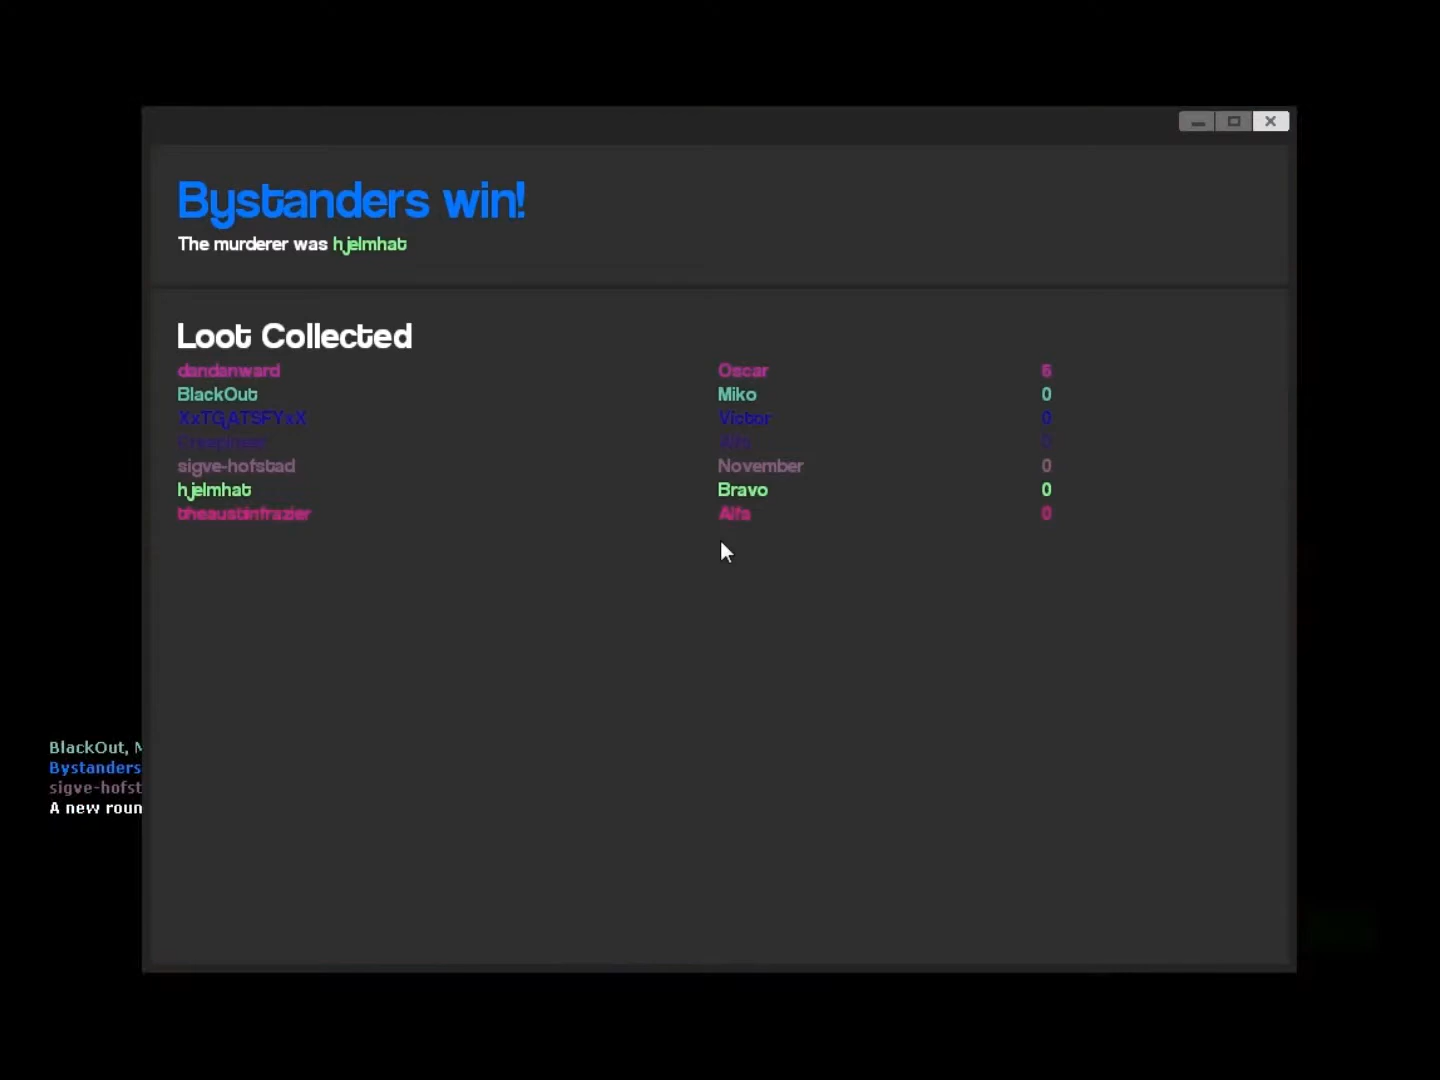 Bystanders win!
The murderer was hjelmhat
Loot Collected
dandanward Oscar
BlackOut Miko 0
XxTGATSFYxX Victor 0
sigve-hofstad November 0
hjelmhat Bravo 0
theaustinfrazier Alfa 0
BlackOut,
Bystanders
sigve-hofst
A new roun